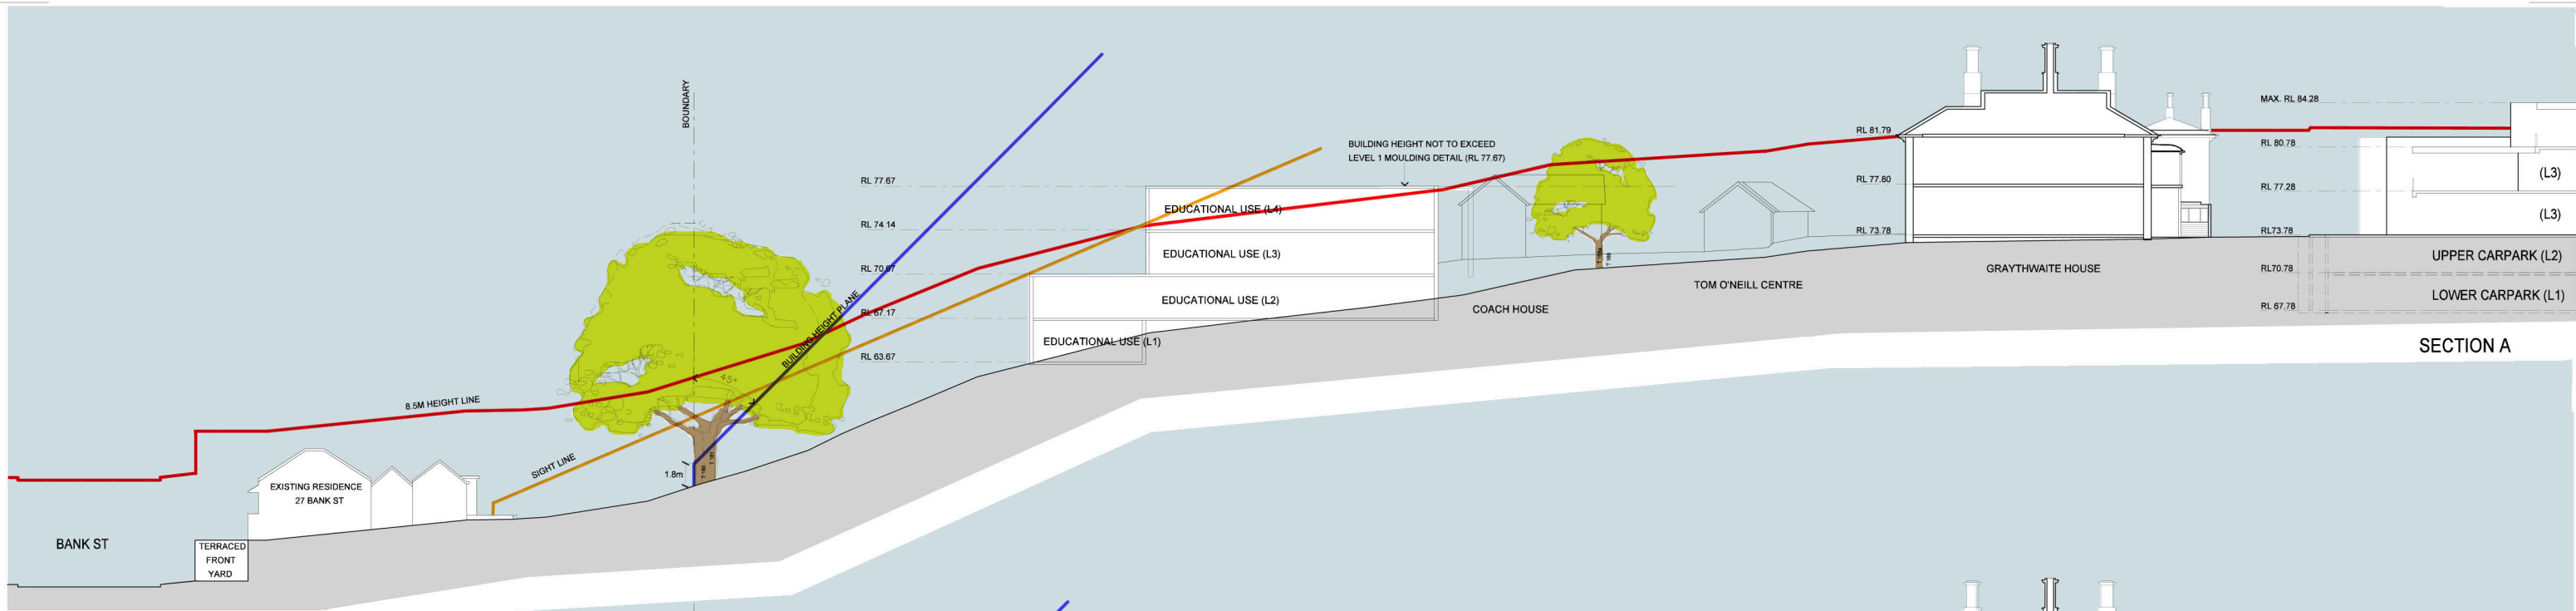 BOUNDARY
BUILDING HEIGHT NOT TO EXCEED
LEVEL 1 MOULDING DETAIL (RL 77.67)
RL 77.67
RL 74.14
RL 70.67
RL 67.17
RL 63.67
EDUCATIONAL USE (L4)
EDUCATIONAL USE (L3)
EDUCATIONAL USE (L2)
EDUCATIONAL USE (L1)
BUILDING HEIGHT PLANE
45°
8.5M HEIGHT LINE
SIGHT LINE
1.8m
T 160
T 161
EXISTING RESIDENCE
27 BANK ST
BANK ST
TERRACED
FRONT
YARD
COACH HOUSE
TOM O'NEILL CENTRE
GRAYTHWAITE HOUSE
RL 81.79
RL 77.80
RL 73.78
MAX. RL 84.28
RL 80.78
RL 77.28
RL73.78
RL70.78
RL 67.78
(L3)
(L3)
UPPER CARPARK (L2)
LOWER CARPARK (L1)
SECTION A